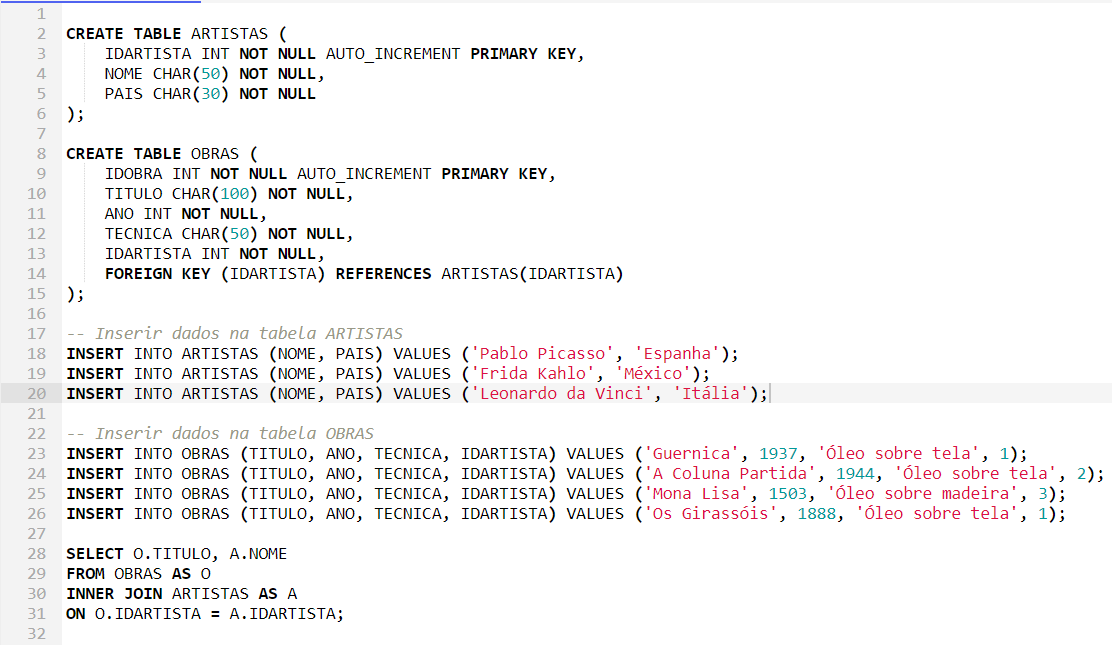 1
2 CREATE TABLE ARTISTAS (
3 IDARTISTA INT NOT NULL AUTO_INCREMENT PRIMARY KEY,
4 NOME CHAR(50) NOT NULL,
5 PAIS CHAR(30) NOT NULL
6 );
7
8 CREATE TABLE OBRAS (
9 IDOBRA INT NOT NULL AUTO_INCREMENT PRIMARY KEY,
10 TITULO CHAR(100) NOT NULL,
11 ANO INT NOT NULL,
12 TECNICA CHAR(50) NOT NULL,
13 IDARTISTA INT NOT NULL,
14 FOREIGN KEY (IDARTISTA) REFERENCES ARTISTAS(IDARTISTA)
15 );
16
17 -- Inserir dados na tabela ARTISTAS
18 INSERT INTO ARTISTAS (NOME, PAIS) VALUES ('Pablo Picasso', 'Espanha');
19 INSERT INTO ARTISTAS (NOME, PAIS) VALUES ('Frida Kahlo', 'México');
20 INSERT INTO ARTISTAS (NOME, PAIS) VALUES ('Leonardo da Vinci', 'Itália');
21
22 -- Inserir dados na tabela OBRAS
23 INSERT INTO OBRAS (TITULO, ANO, TECNICA, IDARTISTA) VALUES ('Guernica', 1937, 'Óleo sobre tela', 1);
24 INSERT INTO OBRAS (TITULO, ANO, TECNICA, IDARTISTA) VALUES ('A Coluna Partida', 1944, 'Óleo sobre tela', 2);
25 INSERT INTO OBRAS (TITULO, ANO, TECNICA, IDARTISTA) VALUES ('Mona Lisa', 1503, 'Óleo sobre madeira', 3);
26 INSERT INTO OBRAS (TITULO, ANO, TECNICA, IDARTISTA) VALUES ('Os Girassóis', 1888, 'Óleo sobre tela', 1);
27
28 SELECT O.TITULO, A.NOME
29 FROM OBRAS AS O
30 INNER JOIN ARTISTAS AS A
31 ON O.IDARTISTA = A.IDARTISTA;
32